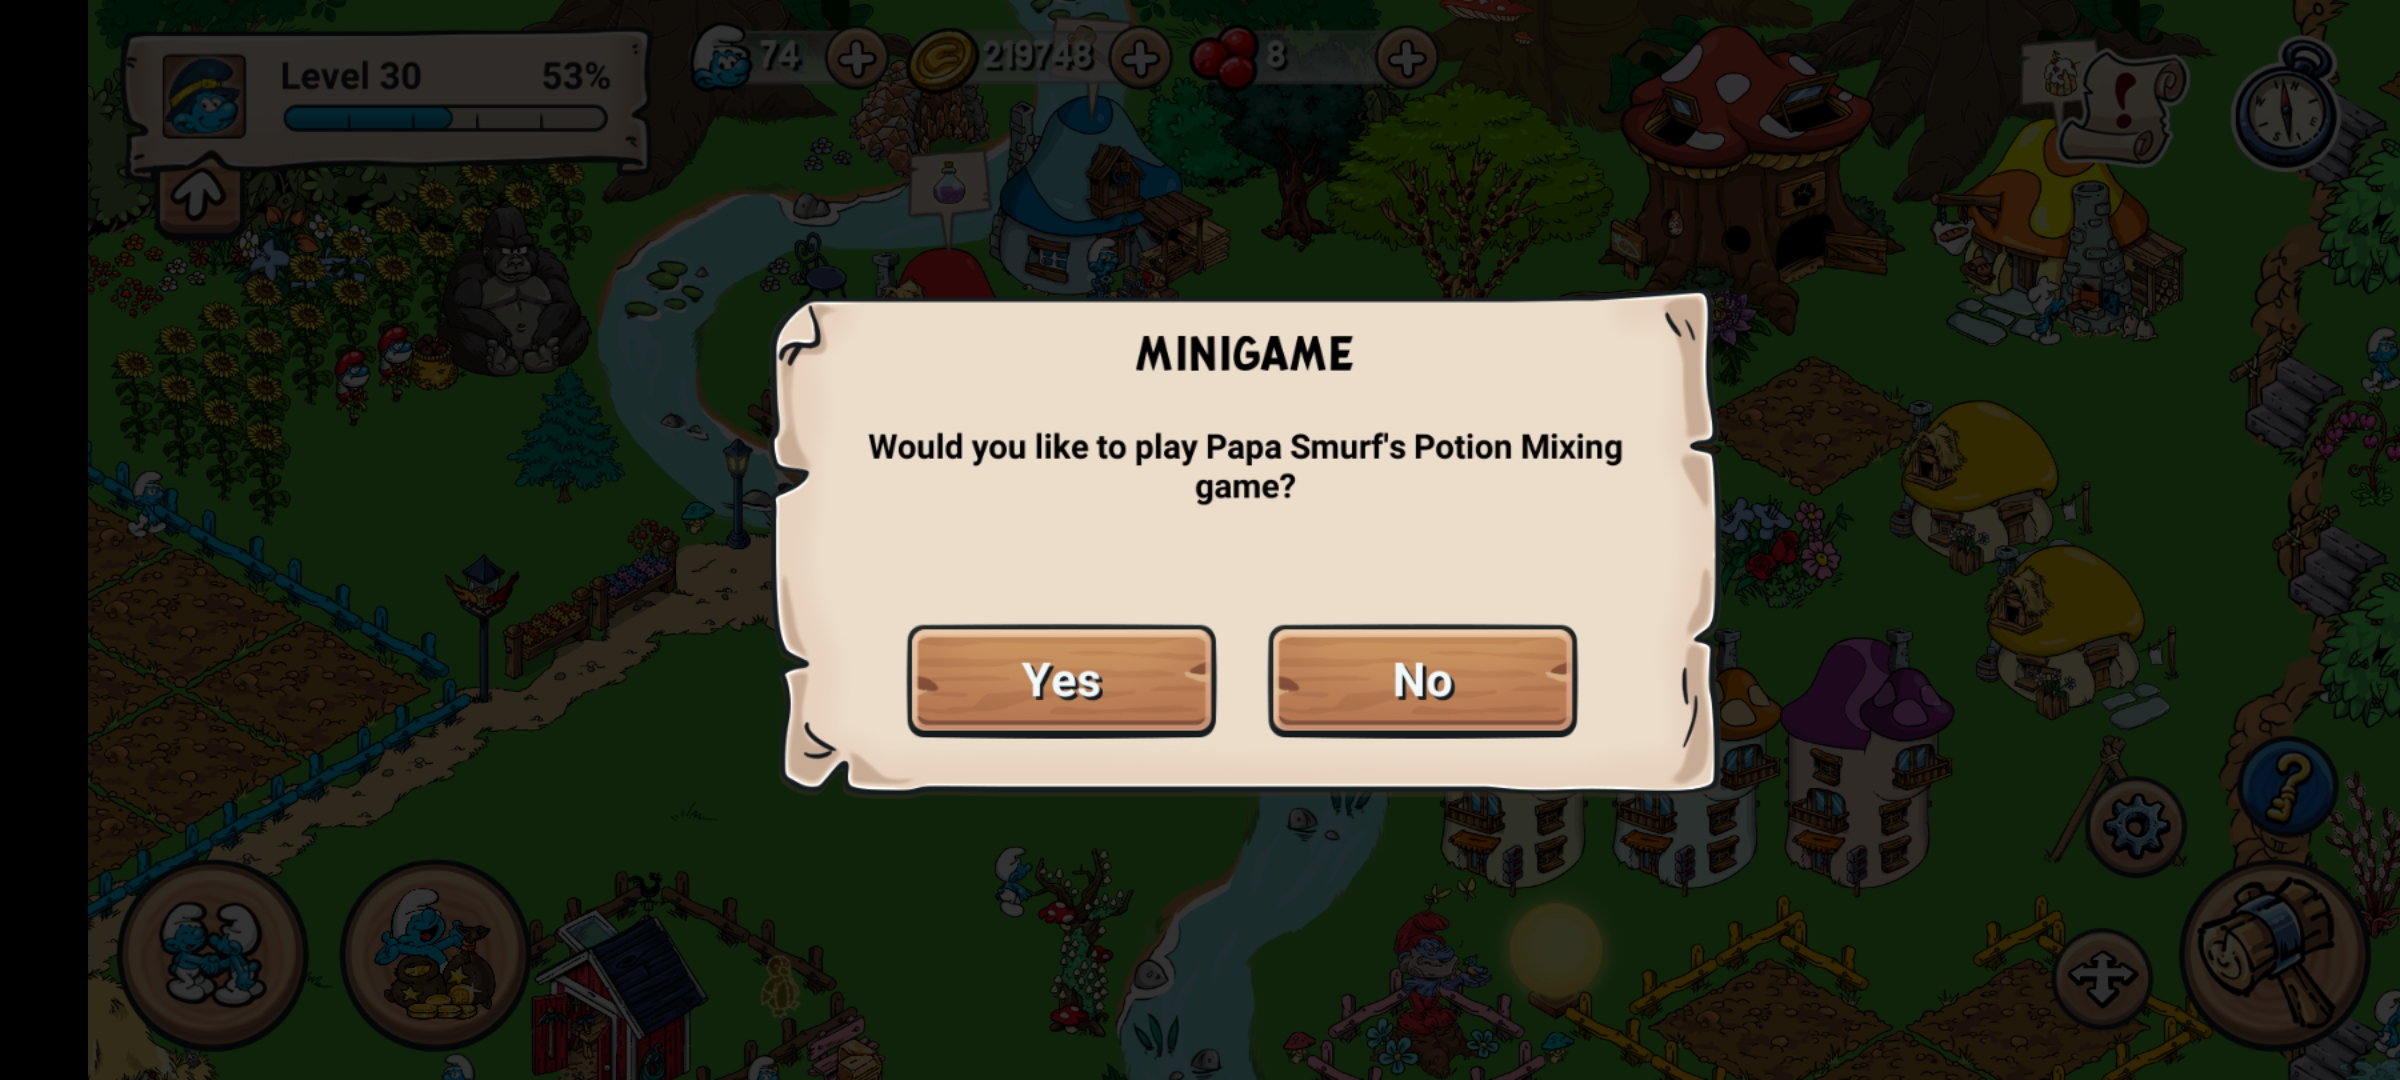 Level 30 53%
74
219748
8
MINIGAME
Would you like to play Papa Smurf's Potion Mixing
game?
Yes No